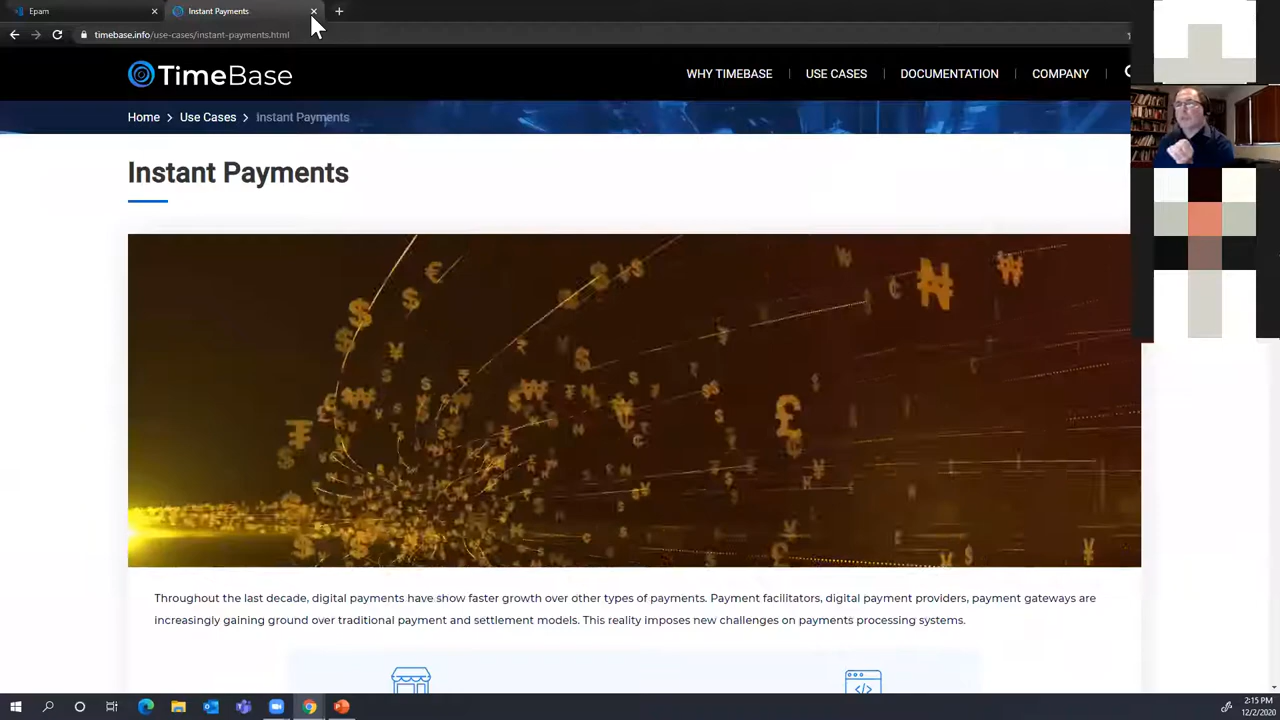 Epam
Instant Payments
timebase.info/use-cases/instant-payments.html
TimeBase
WHY TIMEBASE
USE CASES
DOCUMENTATION
COMPANY
Home > Use Cases > Instant Payments
Instant Payments
Throughout the last decade, digital payments have show faster growth over other types of payments. Payment facilitators, digital payment providers, payment gateways are
increasingly gaining ground over traditional payment and settlement models. This reality imposes new challenges on payments processing systems.
2:15 PM
12/2/2020